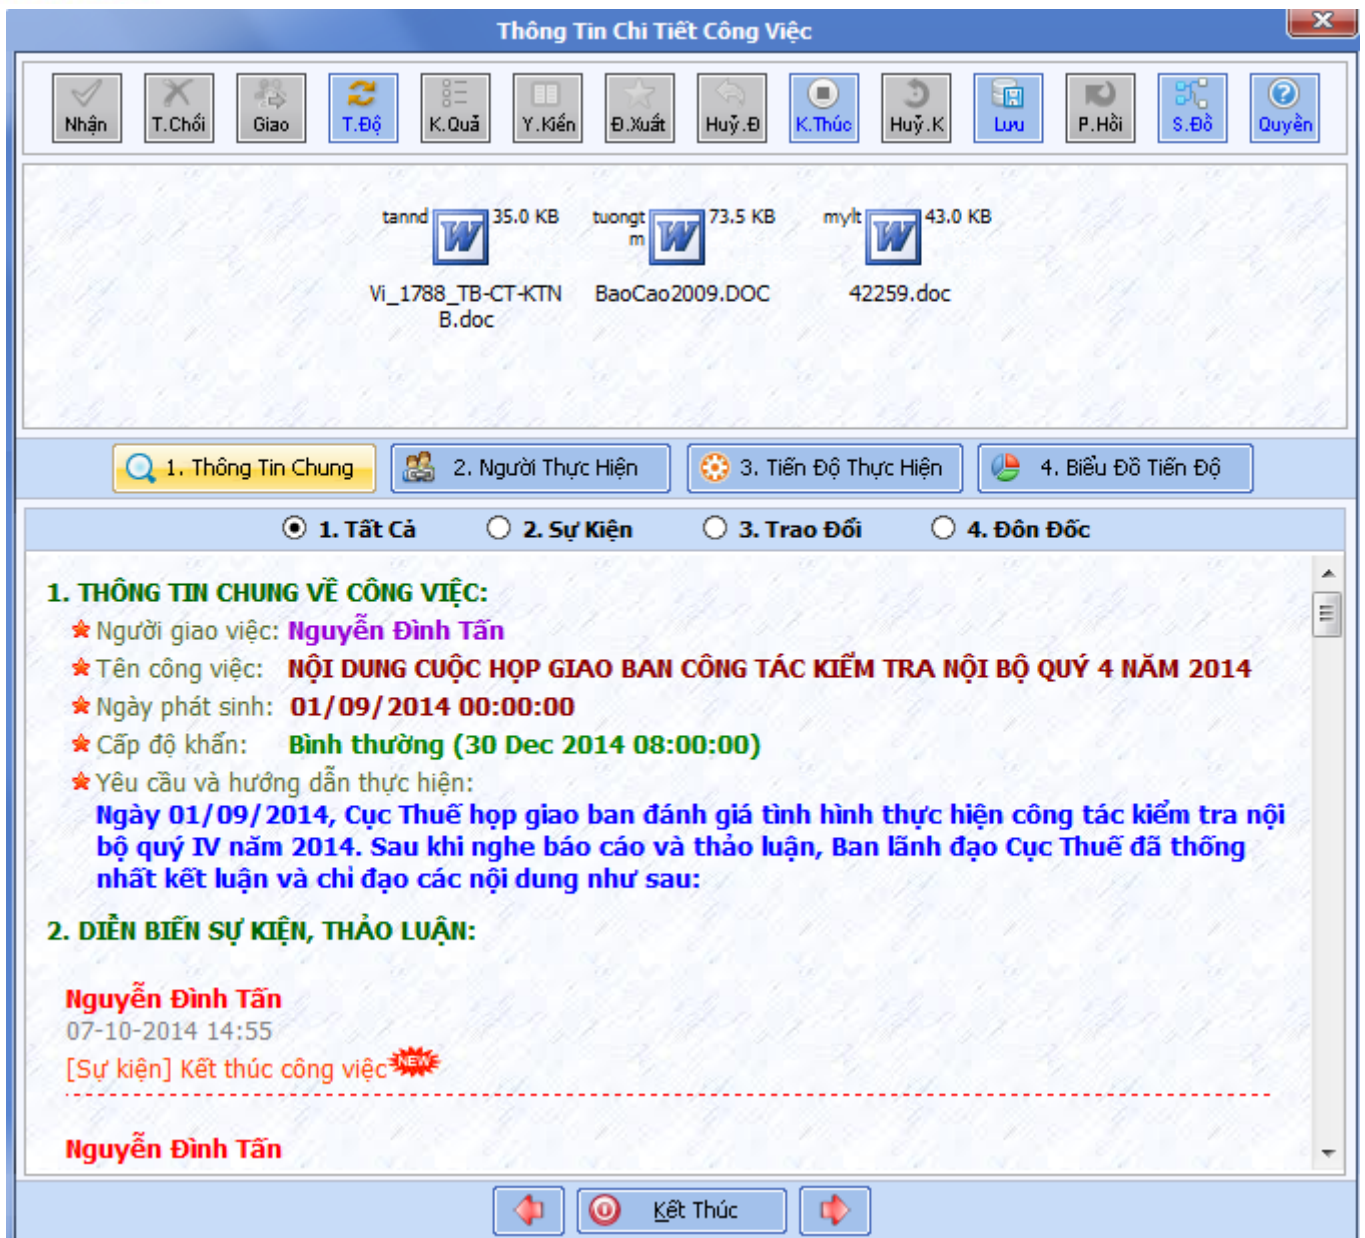 Thông Tin Chi Tiết Công Việc
Nhận T.Chối Giao T.Độ K.Quả Y.Kiến Đ.Xuất Huỷ.Đ K.Thúc Huỷ.K Lưu P.Hồi S.Đồ Quyền
tannd 35.0 KB tuongt 73.5 KB mylt 43.0 KB
m
Vi_1788_TB-CT-KTN BaoCao2009.DOC 42259.doc
B.doc
1. Thông Tin Chung 2. Người Thực Hiện 3. Tiến Độ Thực Hiện 4. Biểu Đồ Tiến Độ
1. Tất Cả 2. Sự Kiện 3. Trao Đổi 4. Đôn Đốc
1. THÔNG TIN CHUNG VỀ CÔNG VIỆC:
Người giao việc: Nguyễn Đình Tấn
Tên công việc: NỘI DUNG CUỘC HỌP GIAO BAN CÔNG TÁC KIỂM TRA NỘI BỘ QUÝ 4 NĂM 2014
Ngày phát sinh: 01/09/2014 00:00:00
Cấp độ khẩn: Bình thường (30 Dec 2014 08:00:00)
Yêu cầu và hướng dẫn thực hiện:
Ngày 01/09/2014, Cục Thuế họp giao ban đánh giá tình hình thực hiện công tác kiểm tra nội
bộ quý IV năm 2014. Sau khi nghe báo cáo và thảo luận, Ban lãnh đạo Cục Thuế đã thống
nhất kết luận và chỉ đạo các nội dung như sau:
2. DIỄN BIẾN SỰ KIỆN, THẢO LUẬN:
Nguyễn Đình Tấn
07-10-2014 14:55
[Sự kiện] Kết thúc công việc NEW
Nguyễn Đình Tấn
Kết Thúc